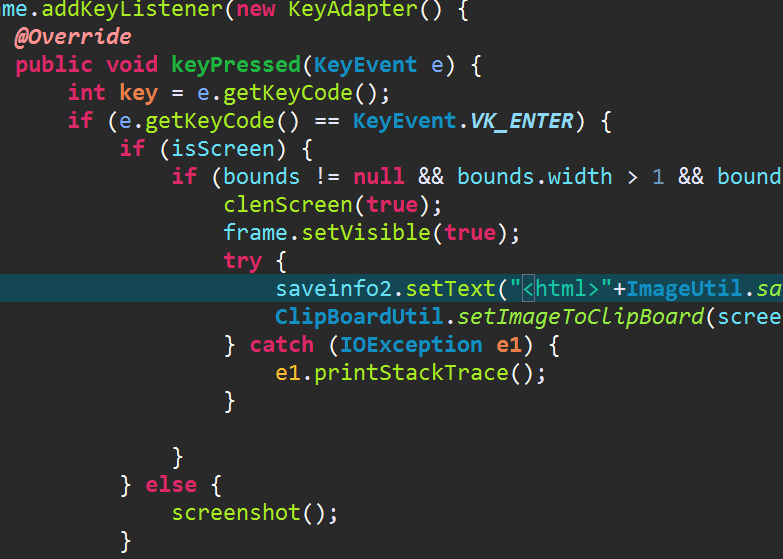 me.addKeyListener(new KeyAdapter() {
@Override
public void keyPressed(KeyEvent e) {
int key = e.getKeyCode();
if (e.getKeyCode() == KeyEvent.VK_ENTER) {
if (isScreen) {
if (bounds != null && bounds.width > 1 && bound
clenScreen(true);
frame.setVisible(true);
try {
saveinfo2.setText("<html>"+ImageUtil.sa
ClipBoardUtil.setImageToClipBoard(scree
} catch (IOException e1) {
e1.printStackTrace();
}
}
} else {
screenshot();
}